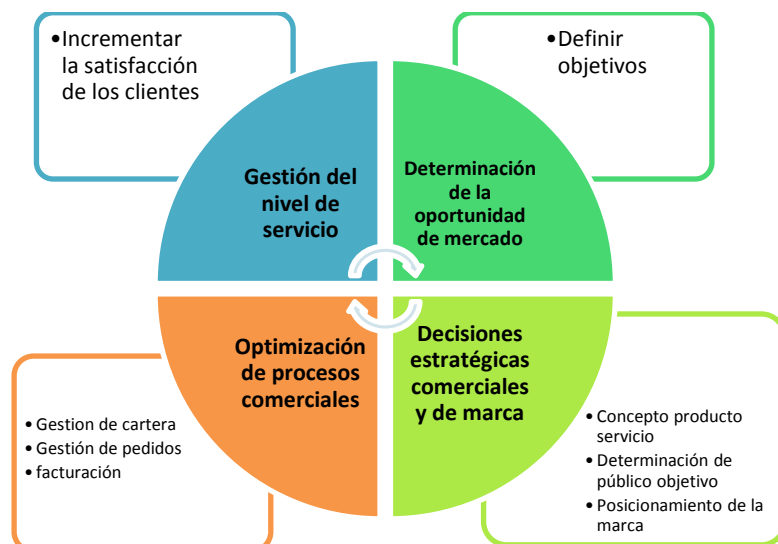 •Incrementar
la satisfacción
de los clientes
•Definir
objetivos
Gestión del
nivel de
servicio
Determinación
de la
oportunidad
de mercado
Optimización
de procesos
comerciales
Decisiones
estratégicas
comerciales
y de marca
• Gestion de cartera
• Gestión de pedidos
• facturación
• Concepto producto
servicio
• Determinación de
público objetivo
• Posicionamiento de la
marca